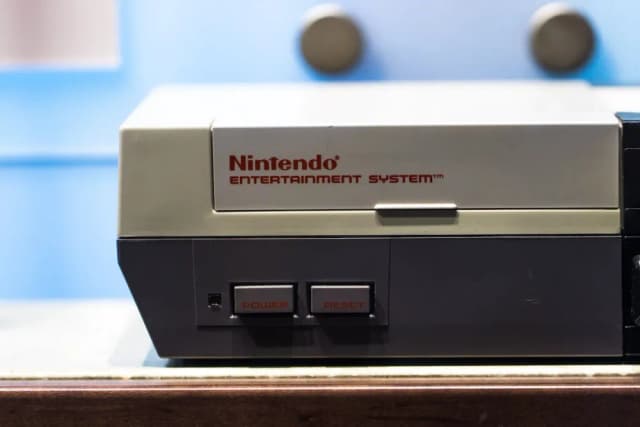 Nintendo®
ENTERTAINMENT SYSTEM™
POWER RESET